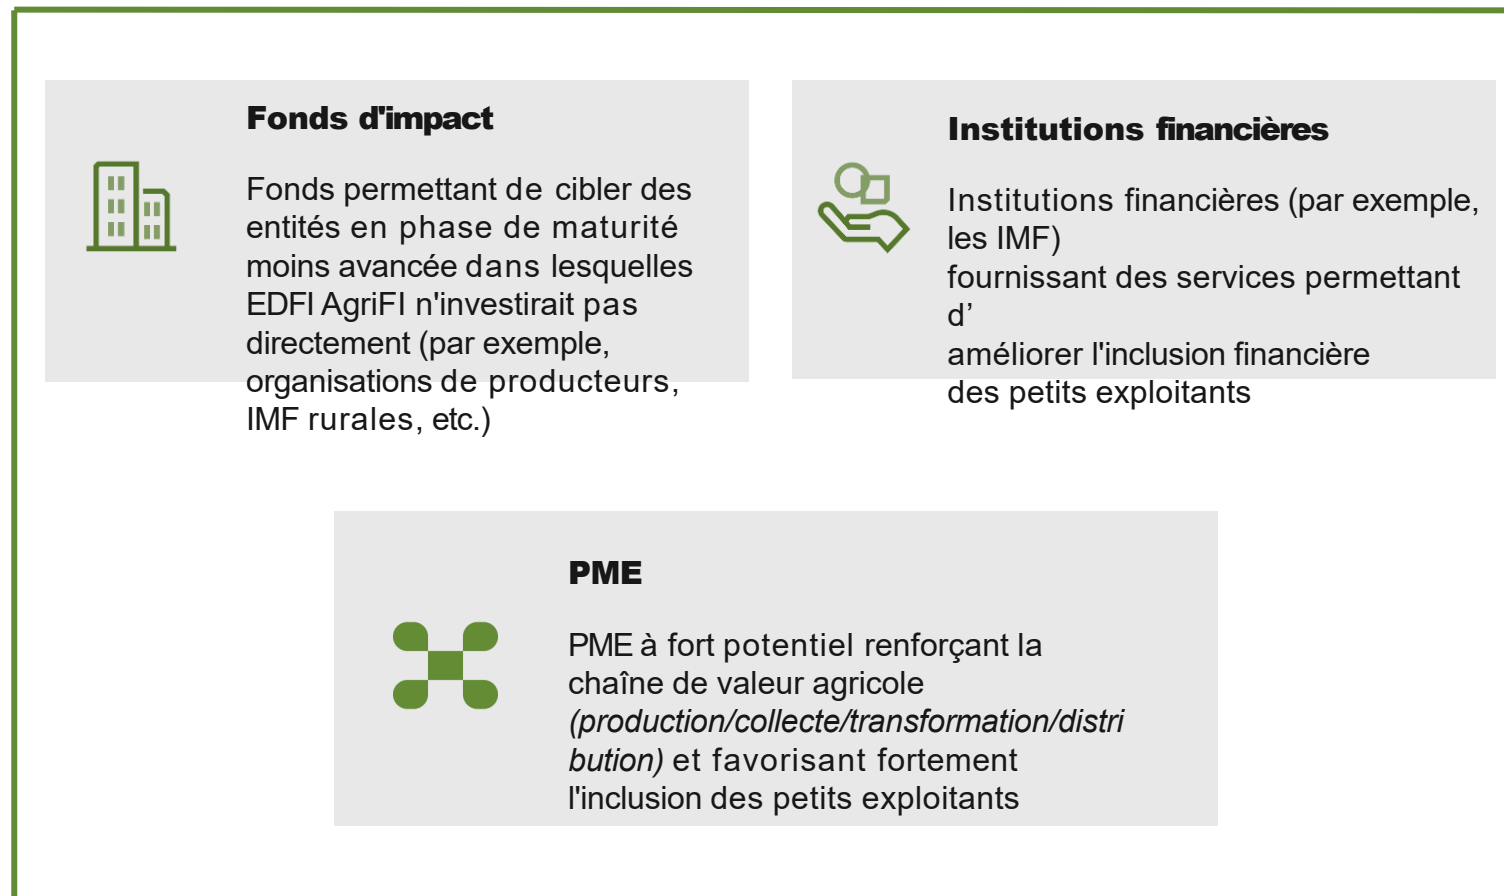 Fonds d'impact
Fonds permettant de cibler des
entités en phase de maturité
moins avancée dans lesquelles
EDFI AgriFI n'investirait pas
directement (par exemple,
organisations de producteurs,
IMF rurales, etc.)
Institutions financières
Institutions financières (par exemple,
les IMF)
fournissant des services permettant
d’
améliorer l'inclusion financière
des petits exploitants
PME
PME à fort potentiel renforçant la
chaîne de valeur agricole
(production/collecte/transformation/distri
bution) et favorisant fortement
l'inclusion des petits exploitants